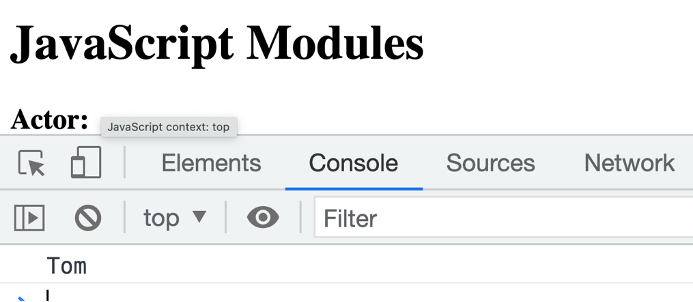 JavaScript Modules
Actor:
JavaScript context: top
Elements Console Sources Network
top Filter
Tom